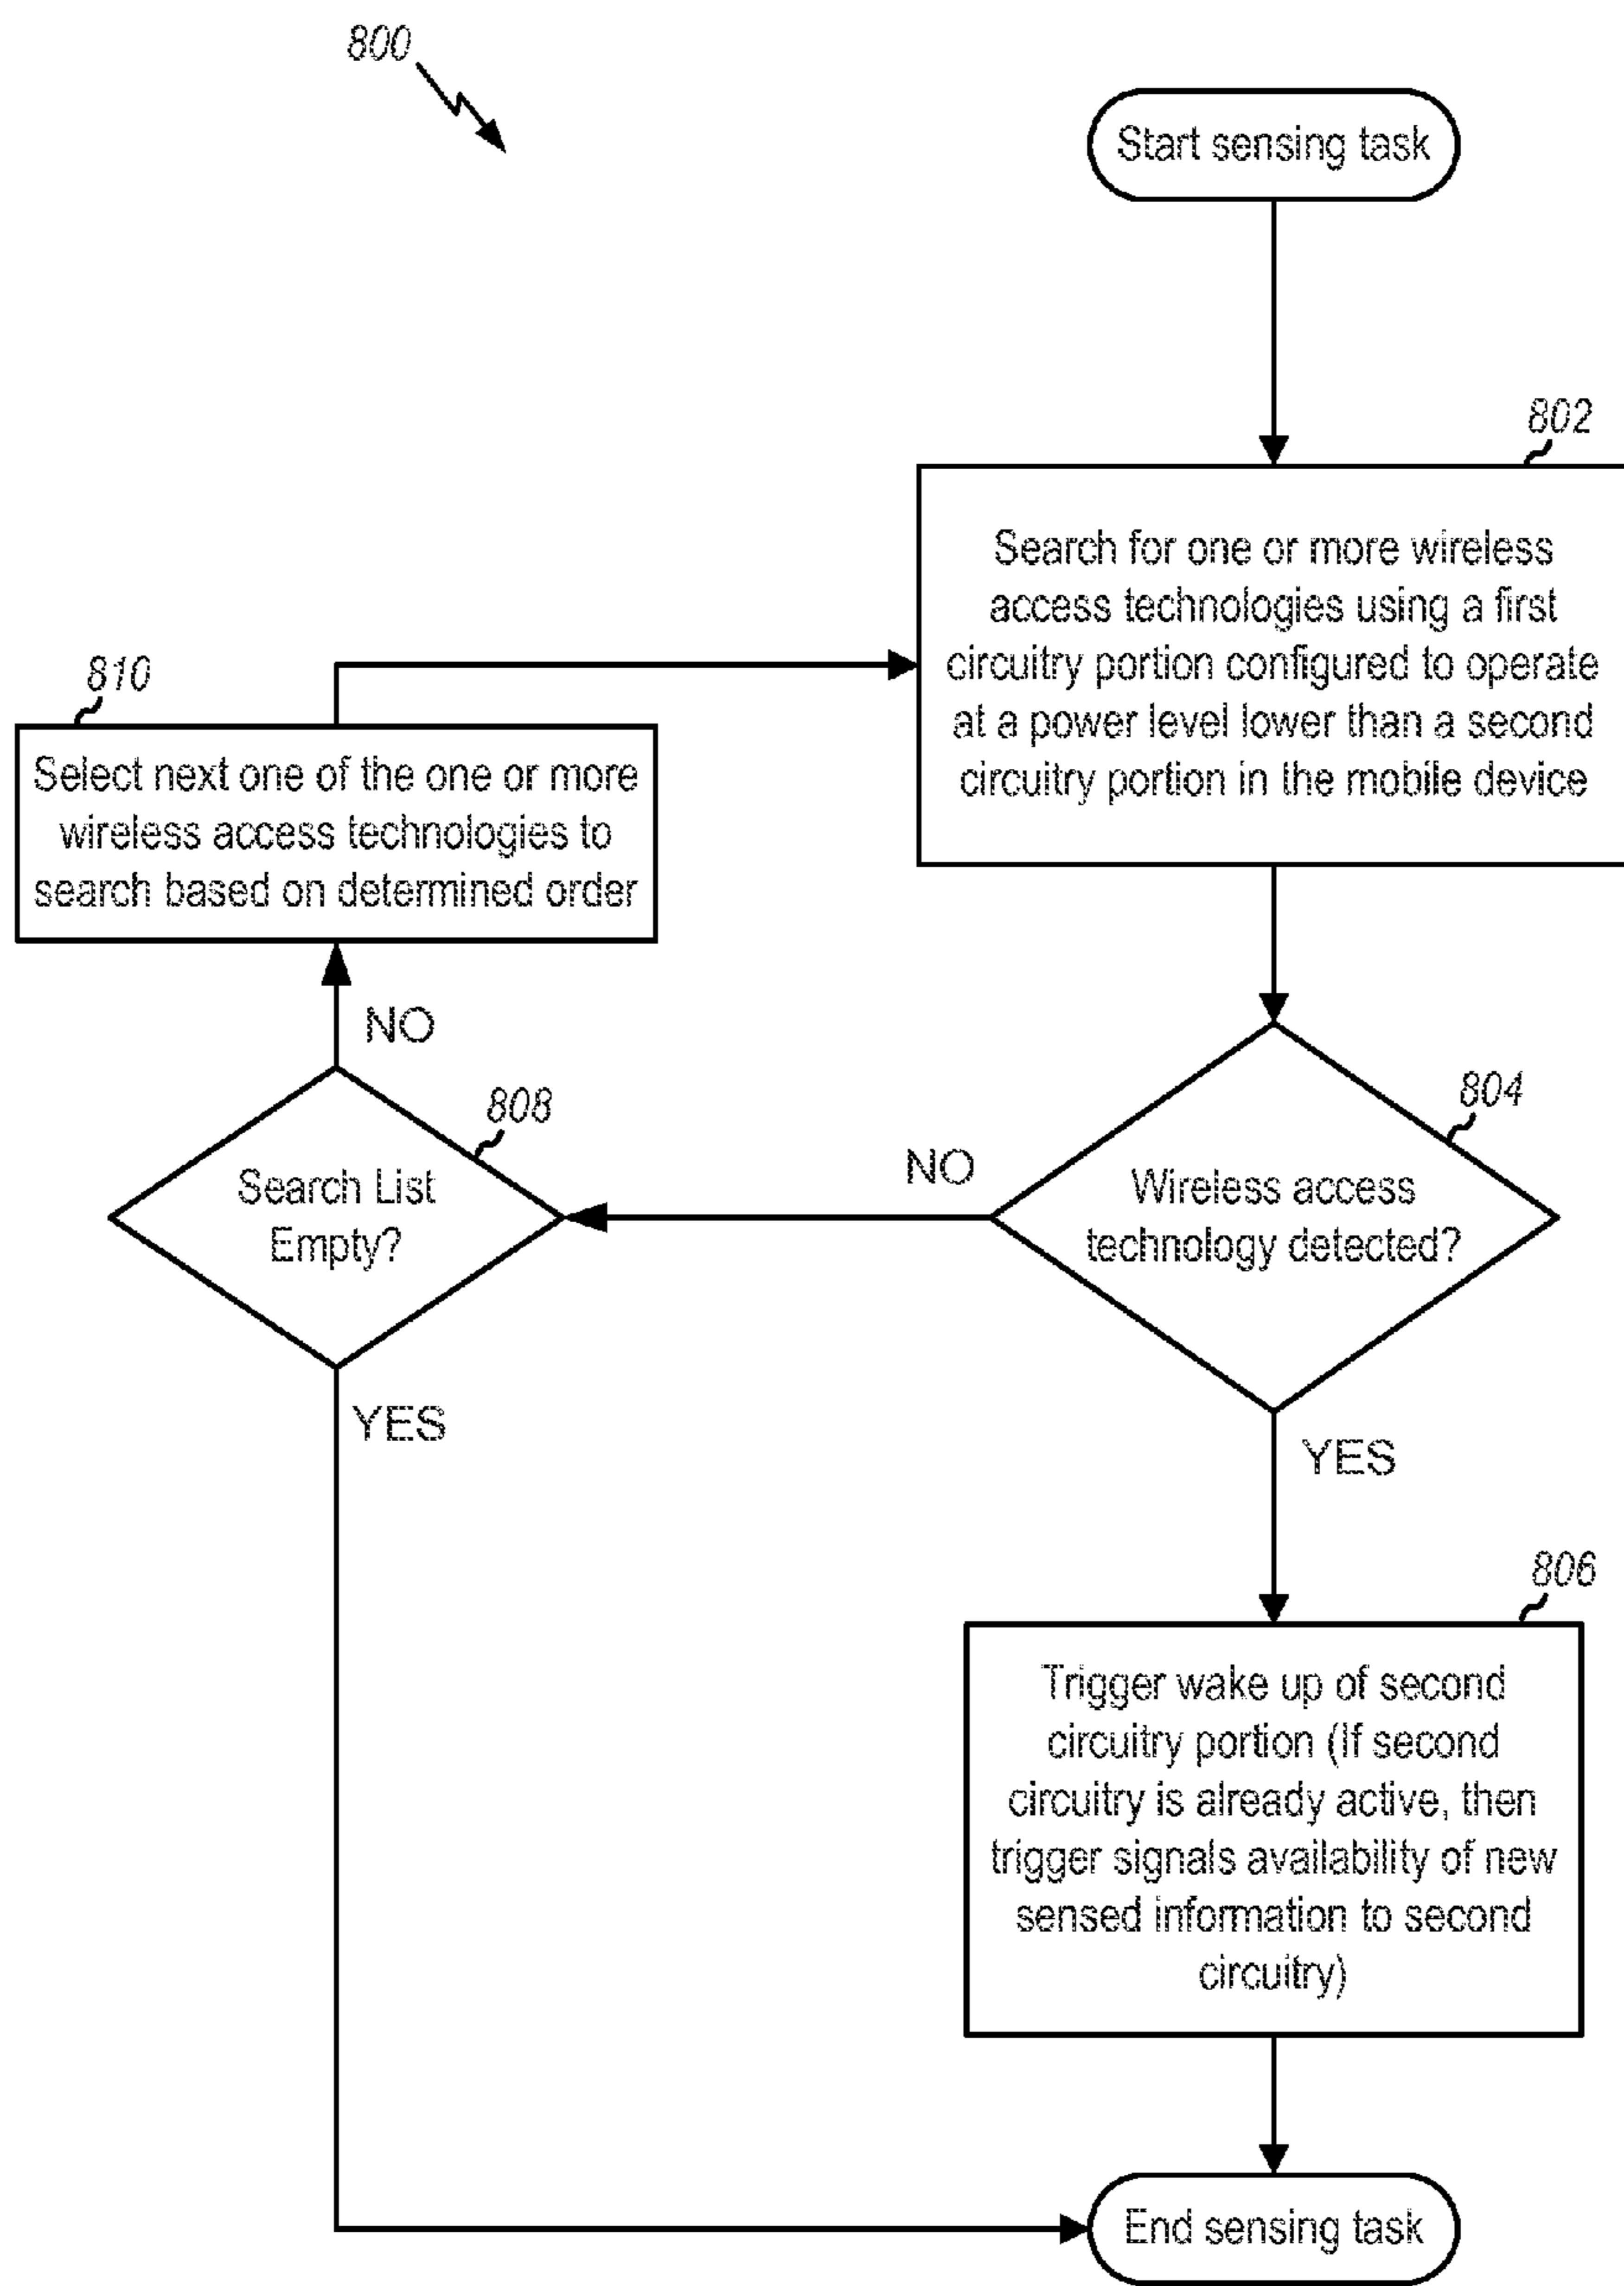 800
Start sensing task
802
Search for one or more wireless
access technologies using a first
circuitry portion configured to operate
at a power level lower than a second
circuitry portion in the mobile device
810
Select next one of the one or more
wireless access technologies to
search based on determined order
NO
808
Search List
Empty?
YES
NO
804
Wireless access
technology detected?
YES
806
Trigger wake up of second
circuitry portion (If second
circuitry is already active, then
trigger signals availability of new
sensed information to second
circuitry)
End sensing task